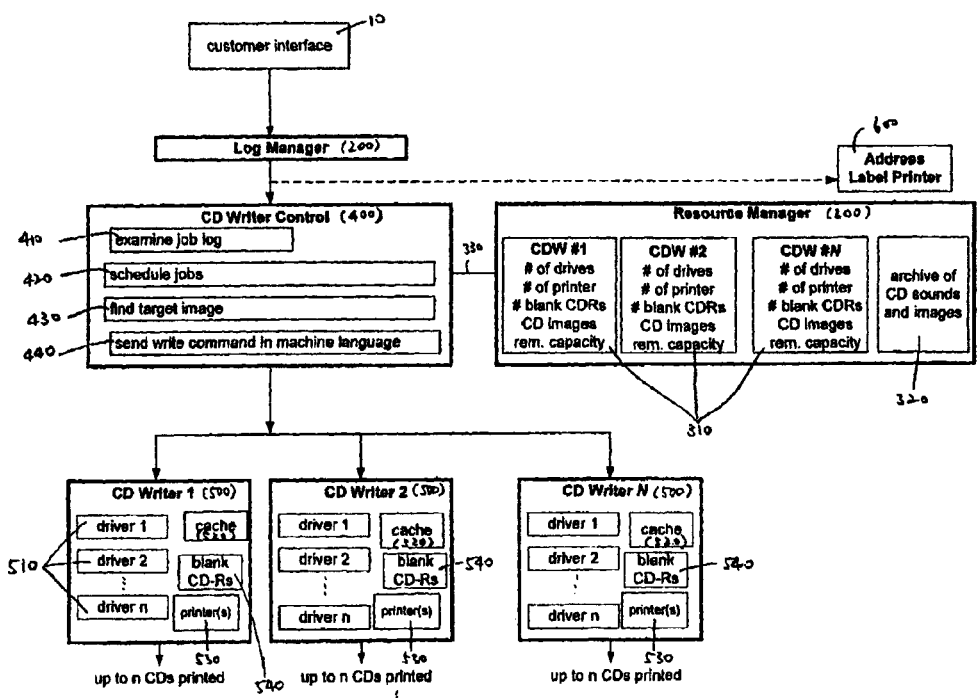 10
customer interface
Log Manager (200)
600
Address
Label Printer
CD Writer Control (400)
410
examine job log
420
schedule jobs
430
find target image
440
send write command in machine language
330
Resource Manager (200)
CDW #1
# of drives
# of printer
# blank CDRs
CD images
rem. capacity
CDW #2
# of drives
# of printer
# blank CDRs
CD images
rem. capacity
CDW #N
# of drives
# of printer
# blank CDRs
CD images
rem. capacity
archive of
CD sounds
and images
310
320
CD Writer 1 (500)
driver 1
driver 2
driver n
cache
(520)
blank
CD-Rs
printer(s)
510
530
540
up to n CDs printed
CD Writer 2 (500)
driver 1
driver 2
driver n
cache
blank
CD-Rs
printer(s)
540
530
up to n CDs printed
CD Writer N (500)
driver 1
driver 2
driver n
cache
blank
CD-Rs
printer(s)
540
530
up to n CDs printed